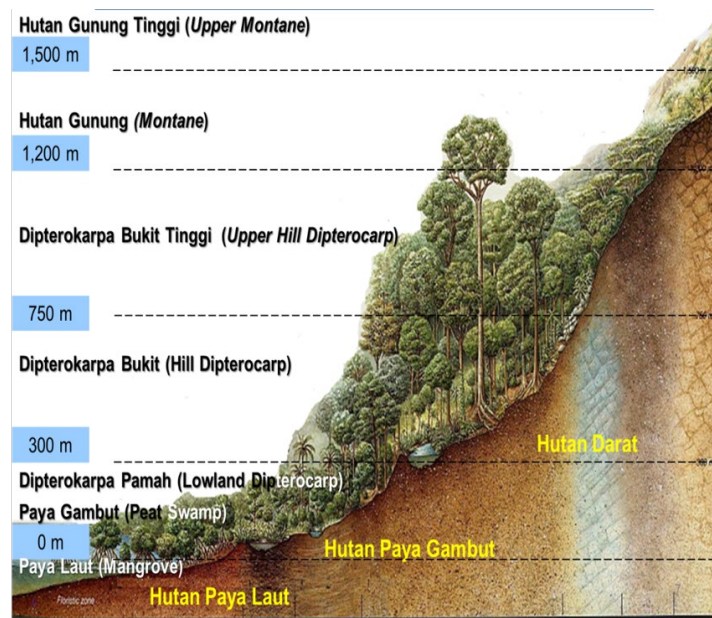 Hutan Gunung Tinggi (Upper Montane)
1,500 m
Hutan Gunung (Montane)
1,200 m
Dipterokarpa Bukit Tinggi (Upper Hill Dipterocarp)
750 m
Dipterokarpa Bukit (Hill Dipterocarp)
300 m
Hutan Darat
Dipterokarpa Pamah (Lowland Dipterocarp)
Paya Gambut (Peat Swamp)
0 m
Hutan Paya Gambut
Paya Laut (Mangrove)
Hutan Paya Laut
Floristic zone